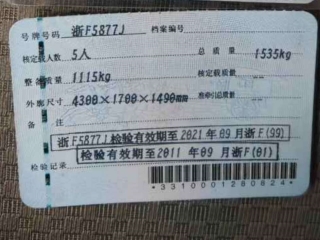 号牌号码 浙F5877J 档案编号
核定载人数 5人 总质量 1535kg
整备质量 1115kg 核定载质量 --
外廓尺寸 4300×1700×1490mm 准牵引总质量 --
备注
浙F5877J检验有效期至2021年09月浙F(99)
检验有效期至2011年09月浙F(01)
检验记录
*3310001280824*